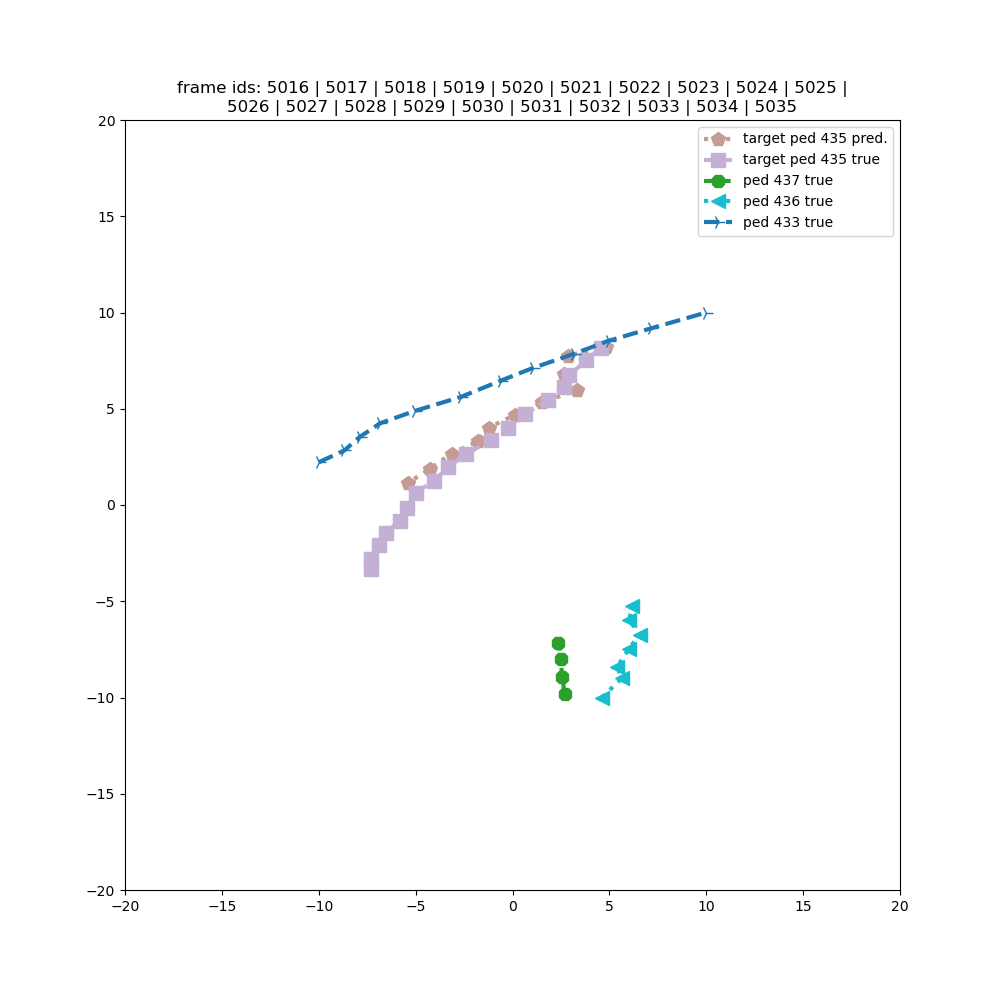 frame ids: 5016 | 5017 | 5018 | 5019 | 5020 | 5021 | 5022 | 5023 | 5024 | 5025 |
5026 | 5027 | 5028 | 5029 | 5030 | 5031 | 5032 | 5033 | 5034 | 5035
20
15
10
5
0
−5
−10
−15
−20
target ped 435 pred.
target ped 435 true
ped 437 true
ped 436 true
ped 433 true
−20 −15 −10 −5 0 5 10 15 20